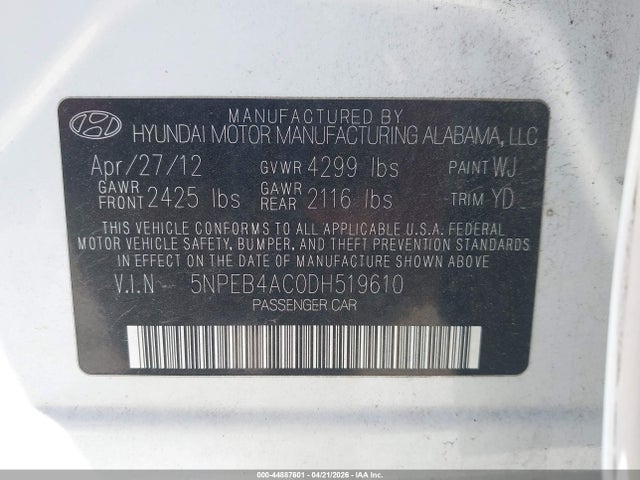 MANUFACTURED BY
HYUNDAI MOTOR MANUFACTURING ALABAMA, LLC
Apr/27/12 GVWR 4299 lbs PAINT WJ
GAWR FRONT 2425 lbs GAWR REAR 2116 lbs TRIM YD
THIS VEHICLE CONFORMS TO ALL APPLICABLE U.S.A. FEDERAL
MOTOR VEHICLE SAFETY, BUMPER, AND THEFT PREVENTION STANDARDS
IN EFFECT ON THE DATE OF MANUFACTURE SHOWN ABOVE.
V.I.N - 5NPEB4AC0DH519610
PASSENGER CAR
000-44887601 - 04/21/2026 - COPYRIGHT IAA, INC.